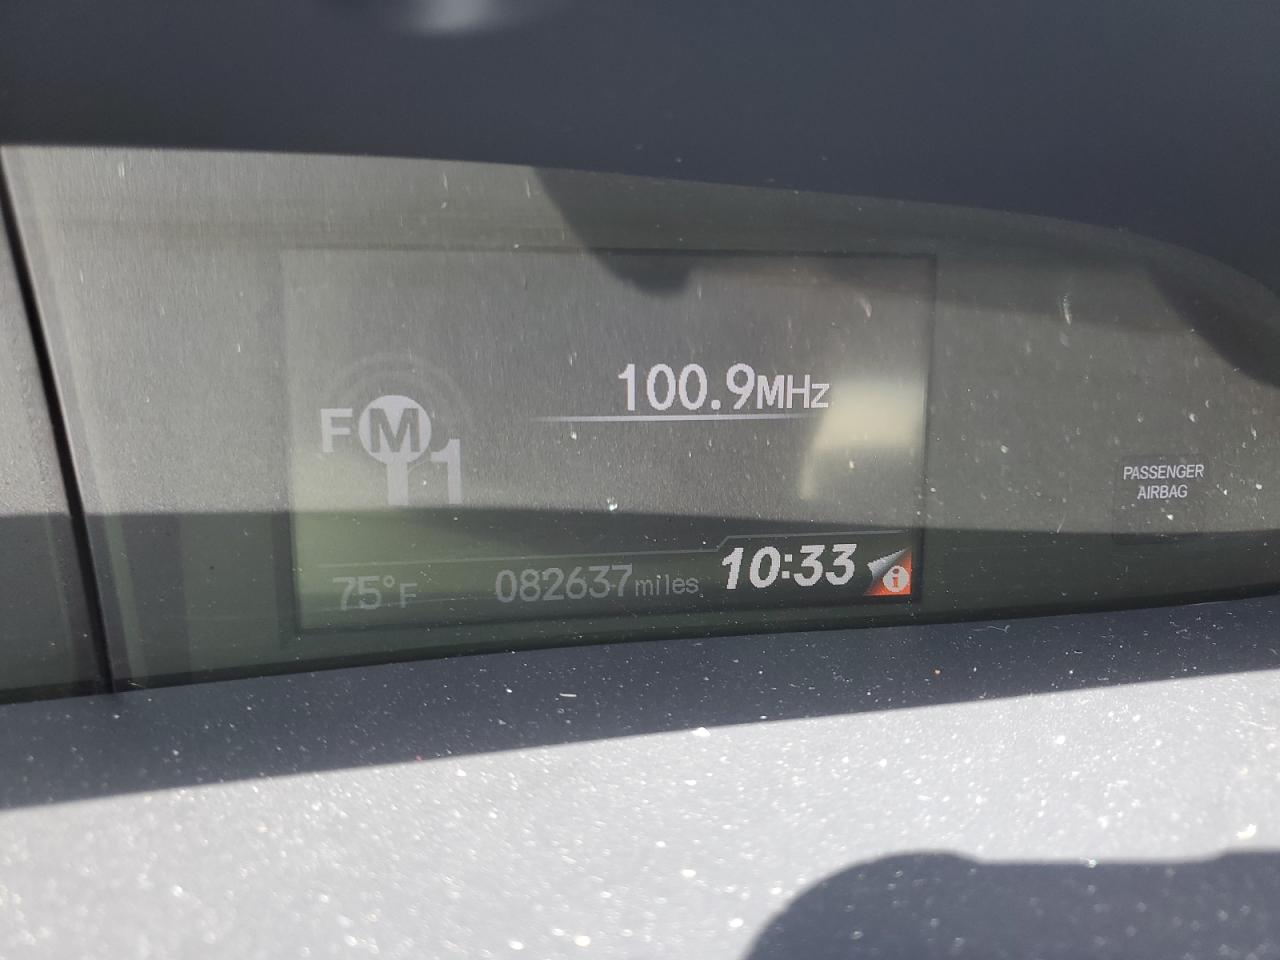 100.9MHz
FM1
PASSENGER
AIRBAG
75°F 082637miles 10:33 i